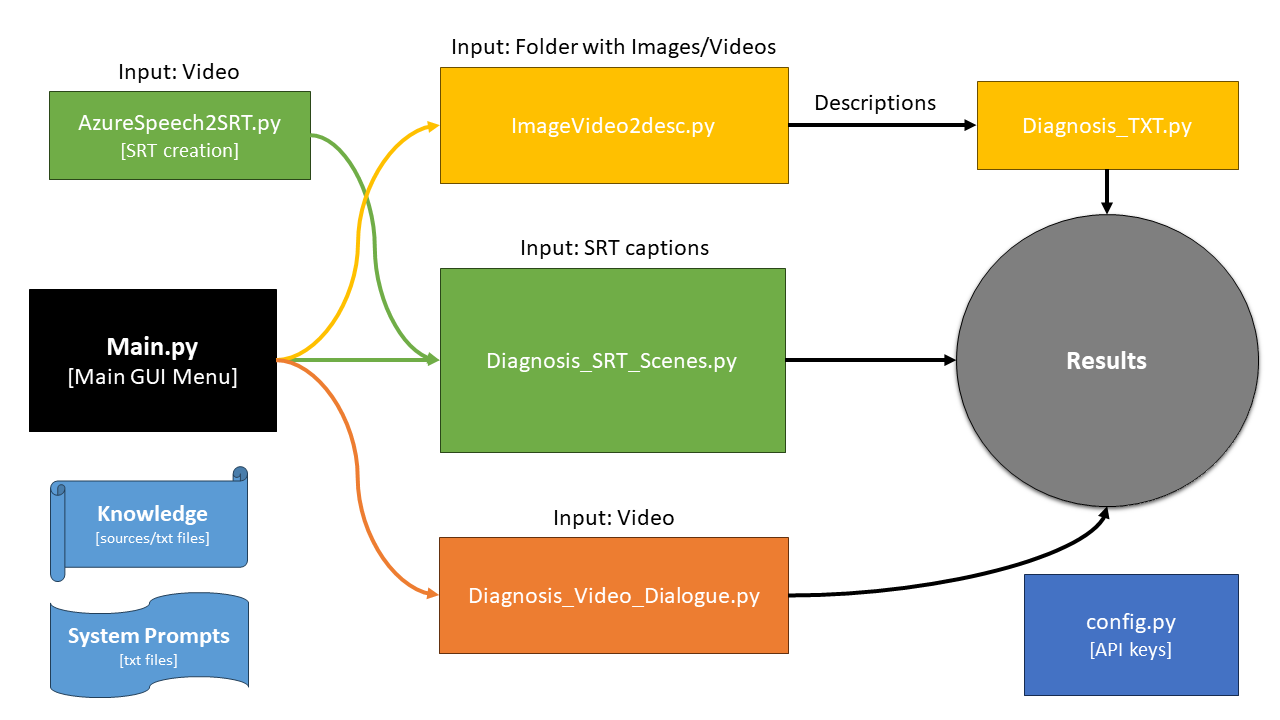 Input: Video
AzureSpeech2SRT.py
[SRT creation]
Input: Folder with Images/Videos
ImageVideo2desc.py
Descriptions
Diagnosis_TXT.py
Main.py
[Main GUI Menu]
Input: SRT captions
Diagnosis_SRT_Scenes.py
Results
Knowledge
[sources/txt files]
System Prompts
[txt files]
Input: Video
Diagnosis_Video_Dialogue.py
config.py
[API keys]